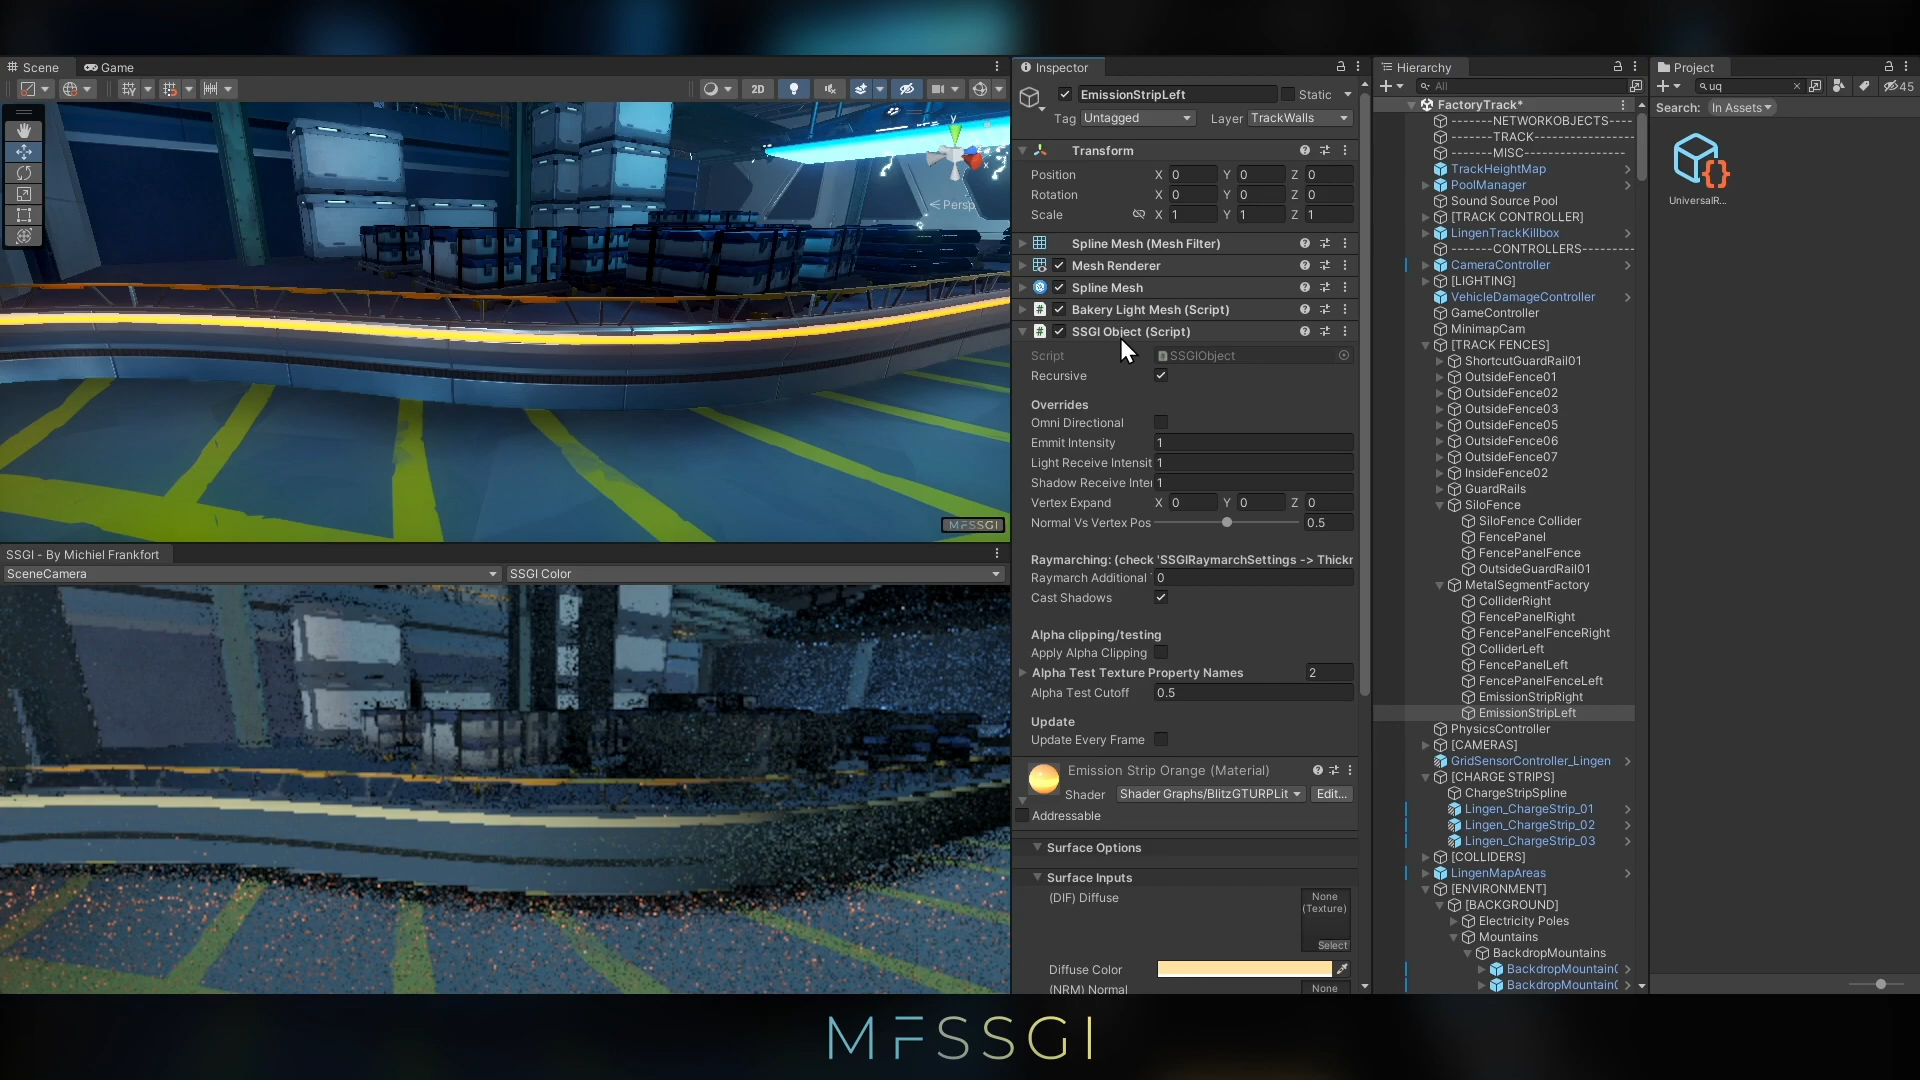 Scene
Game
2D
Persp
MFSSGI
SSGI - By Michiel Frankfort
SceneCamera
SSGI Color
Inspector
EmissionStripLeft
Static
Tag
Untagged
Layer
TrackWalls
Transform
Position
X 0 Y 0 Z 0
Rotation
X 0 Y 0 Z 0
Scale
X 1 Y 1 Z 1
Spline Mesh (Mesh Filter)
Mesh Renderer
Spline Mesh
Bakery Light Mesh (Script)
SSGI Object (Script)
Script
SSGIObject
Recursive
Overrides
Omni Directional
Emmit Intensity
1
Light Receive Intensit
1
Shadow Receive Inte
1
Vertex Expand
X 0 Y 0 Z 0
Normal Vs Vertex Pos
0.5
Raymarching: (check 'SSGIRaymarchSettings -> Thickr
Raymarch Additional
0
Cast Shadows
Alpha clipping/testing
Apply Alpha Clipping
Alpha Test Texture Property Names
2
Alpha Test Cutoff
0.5
Update
Update Every Frame
Emission Strip Orange (Material)
Shader
Shader Graphs/BlitzGTURPLit
Edit...
Addressable
Surface Options
Surface Inputs
(DIF) Diffuse
None
(Texture)
Select
Diffuse Color
(NRM) Normal
None
Hierarchy
All
FactoryTrack*
-------NETWORKOBJECTS----
-------TRACK-----------------
-------MISC------------------
TrackHeightMap
PoolManager
Sound Source Pool
[TRACK CONTROLLER]
LingenTrackKillbox
-------CONTROLLERS--------
CameraController
[LIGHTING]
VehicleDamageController
GameController
MinimapCam
[TRACK FENCES]
ShortcutGuardRail01
OutsideFence01
OutsideFence02
OutsideFence03
OutsideFence05
OutsideFence06
OutsideFence07
InsideFence02
GuardRails
SiloFence
SiloFence Collider
FencePanel
FencePanelFence
OutsideGuardRail01
MetalSegmentFactory
ColliderRight
FencePanelRight
FencePanelFenceRight
ColliderLeft
FencePanelLeft
FencePanelFenceLeft
EmissionStripRight
EmissionStripLeft
PhysicsController
[CAMERAS]
GridSensorController_Lingen
[CHARGE STRIPS]
ChargeStripSpline
Lingen_ChargeStrip_01
Lingen_ChargeStrip_02
Lingen_ChargeStrip_03
[COLLIDERS]
LingenMapAreas
[ENVIRONMENT]
[BACKGROUND]
Electricity Poles
Mountains
BackdropMountains
BackdropMountain(
BackdropMountain(
Project
uq
45
Search:
In Assets
UniversalR...
MFSSGI